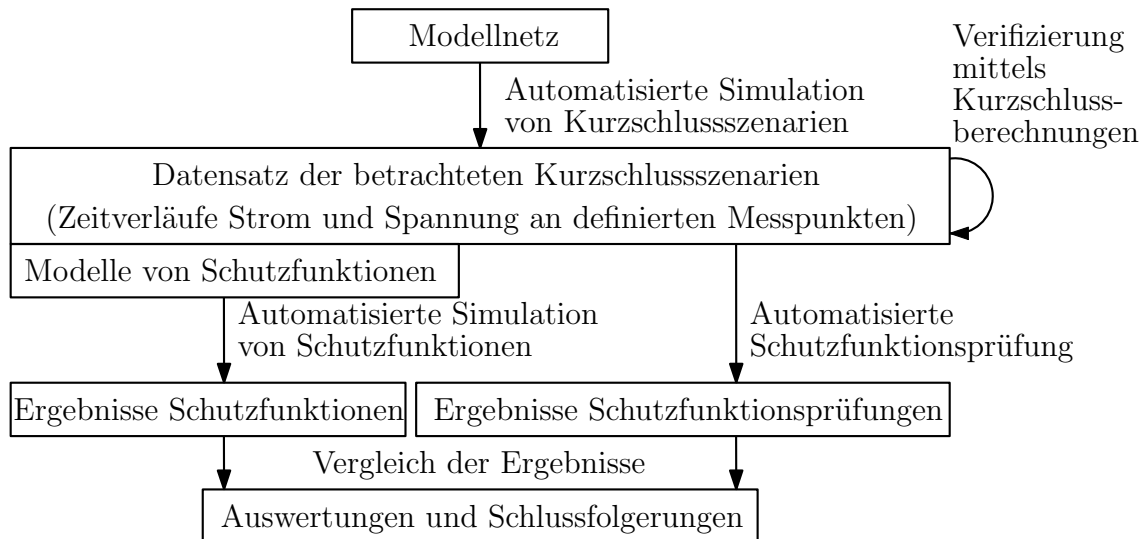 Modellnetz
Verifizierung
mittels
Kurzschluss-
berechnungen
Automatisierte Simulation
von Kurzschlussszenarien
Datensatz der betrachteten Kurzschlussszenarien
(Zeitverläufe Strom und Spannung an definierten Messpunkten)
Modelle von Schutzfunktionen
Automatisierte Simulation
von Schutzfunktionen
Automatisierte
Schutzfunktionsprüfung
Ergebnisse Schutzfunktionen
Ergebnisse Schutzfunktionsprüfungen
Vergleich der Ergebnisse
Auswertungen und Schlussfolgerungen